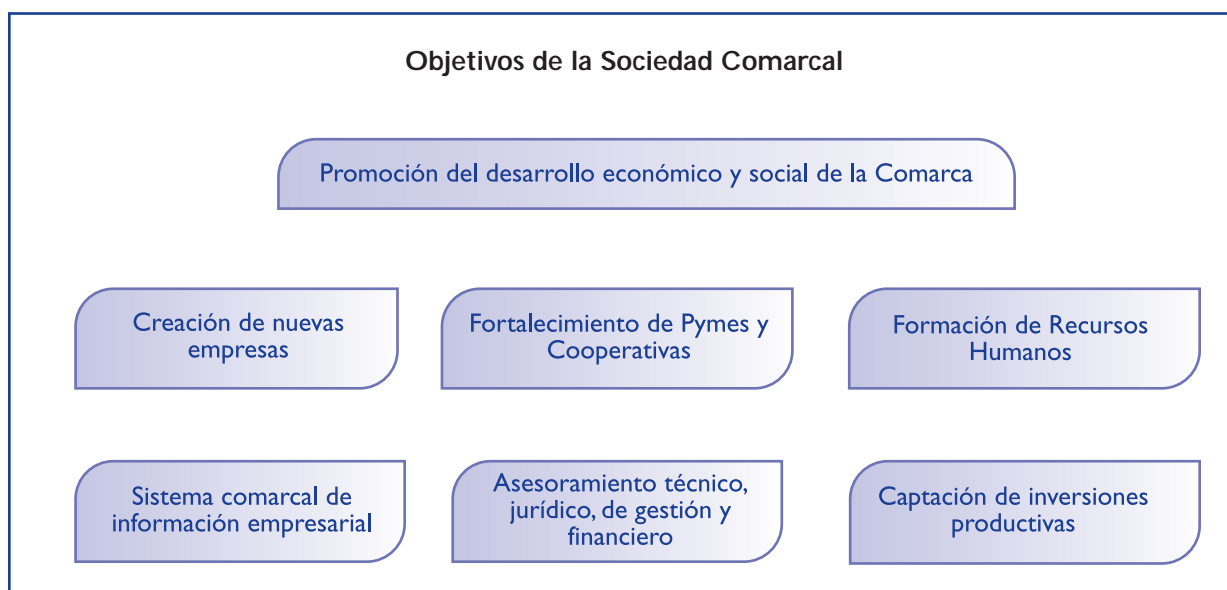 Objetivos de la Sociedad Comarcal
Promoción del desarrollo económico y social de la Comarca
Creación de nuevas
empresas
Fortalecimiento de Pymes y
Cooperativas
Formación de Recursos
Humanos
Sistema comarcal de
información empresarial
Asesoramiento técnico,
jurídico, de gestión y
financiero
Captación de inversiones
productivas